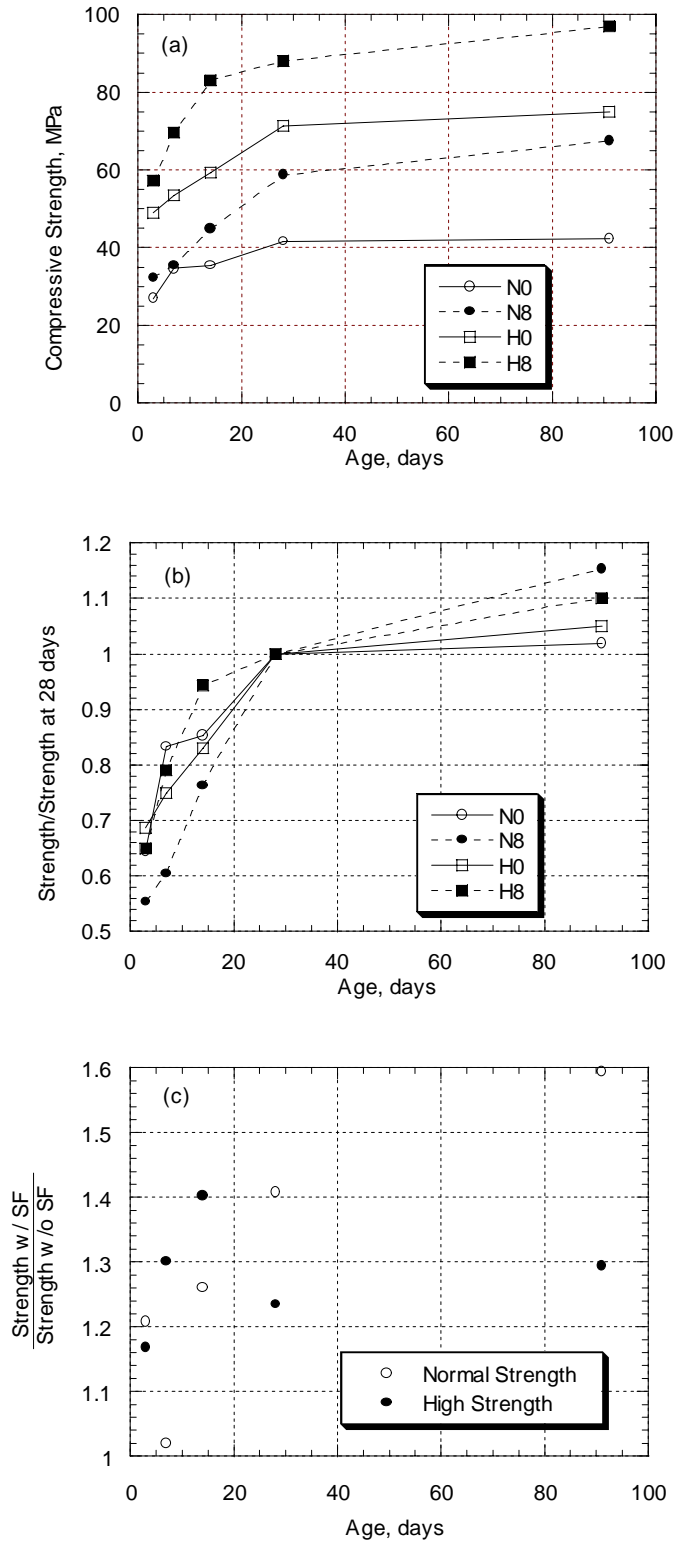 (a)
100
80
60
40
20
0
Compressive Strength, MPa
N0
N8
H0
H8
0 20 40 60 80 100
Age, days
(b)
1.2
1.1
1
0.9
0.8
0.7
0.6
0.5
Strength/Strength at 28 days
N0
N8
H0
H8
0 20 40 60 80 100
Age, days
(c)
1.6
1.5
1.4
1.3
1.2
1.1
1
Strength w / SF
Strength w /o SF
Normal Strength
High Strength
0 20 40 60 80 100
Age, days